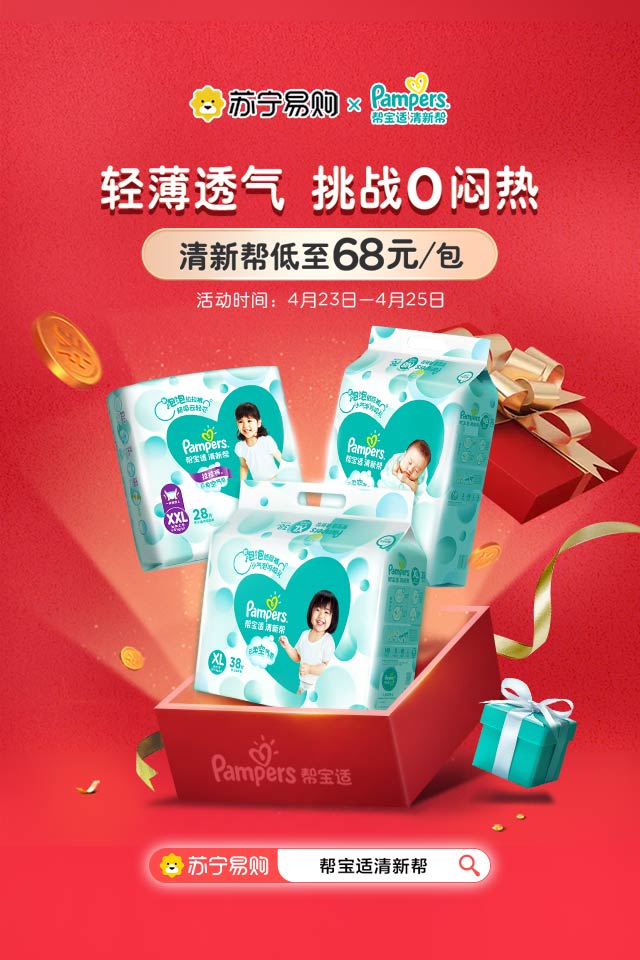 苏宁易购 × Pampers
帮宝适 清新帮
轻薄透气 挑战0闷热
清新帮低至68元/包
活动时间：4月23日—4月25日
Pampers
帮宝适 清新帮
拉拉裤
XXL
28片
Pampers
帮宝适 清新帮
Pampers
帮宝适 清新帮
XL
38片
Pampers 帮宝适
苏宁易购 帮宝适清新帮